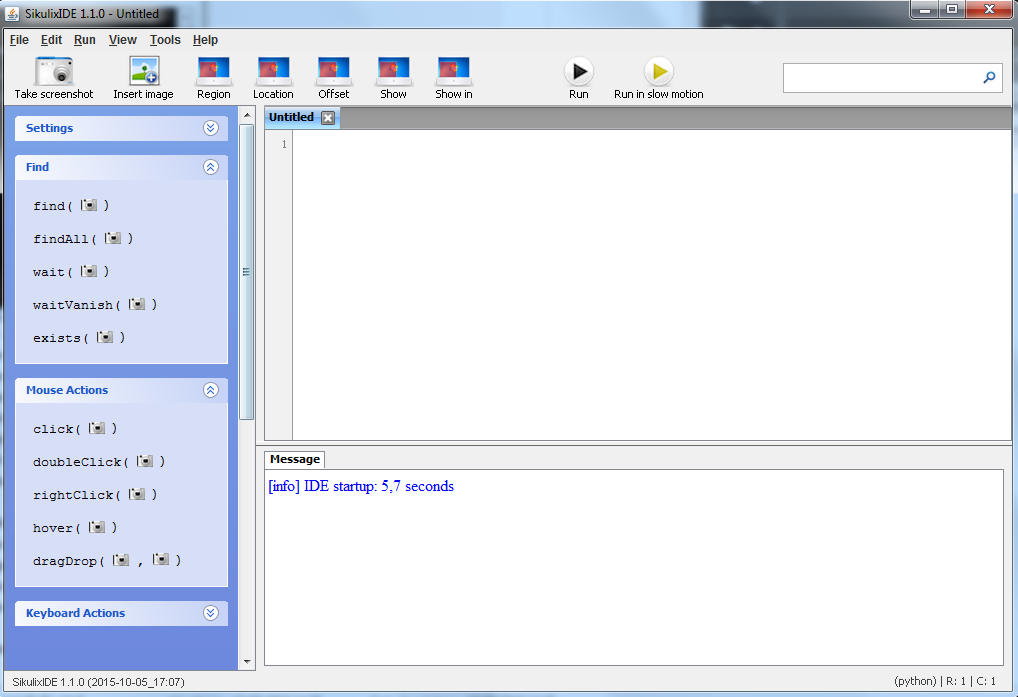 SikulixIDE 1.1.0 - Untitled
File Edit Run View Tools Help
Take screenshot Insert image Region Location Offset Show Show in Run Run in slow motion
Settings
Untitled
1
Find
find( )
findAll( )
wait( )
waitVanish( )
exists( )
Mouse Actions
click( )
doubleClick( )
rightClick( )
hover( )
dragDrop( , )
Keyboard Actions
Message
[info] IDE startup: 5,7 seconds
SikulixIDE 1.1.0 (2015-10-05_17:07)
(python) | R: 1 | C: 1